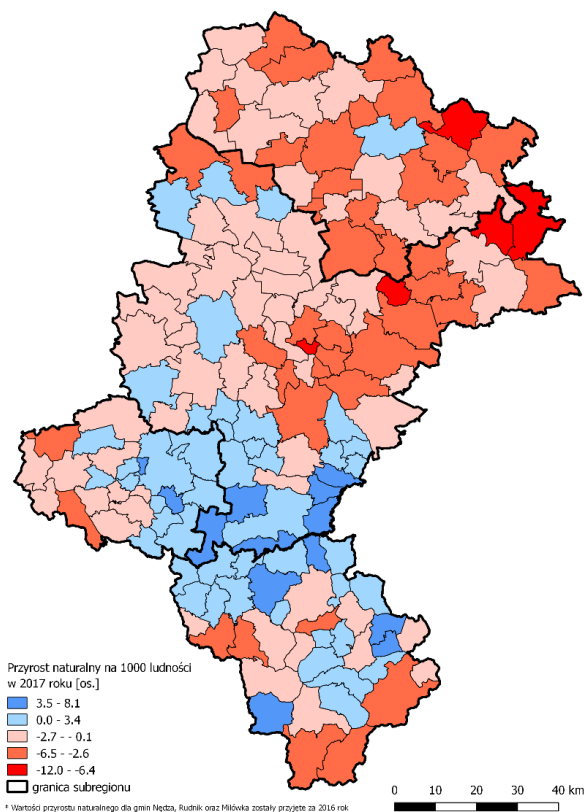 Przyrost naturalny na 1000 ludności
w 2017 roku [os.]
3.5 - 8.1
0.0 - 3.4
-2.7 - -0.1
-6.5 - -2.6
-12.0 - -6.4
granica subregionu
0 10 20 30 40 km
* Wartości przyrostu naturalnego dla gmin Nędza, Rudnik oraz Milówka zostały przyjęte za 2016 rok